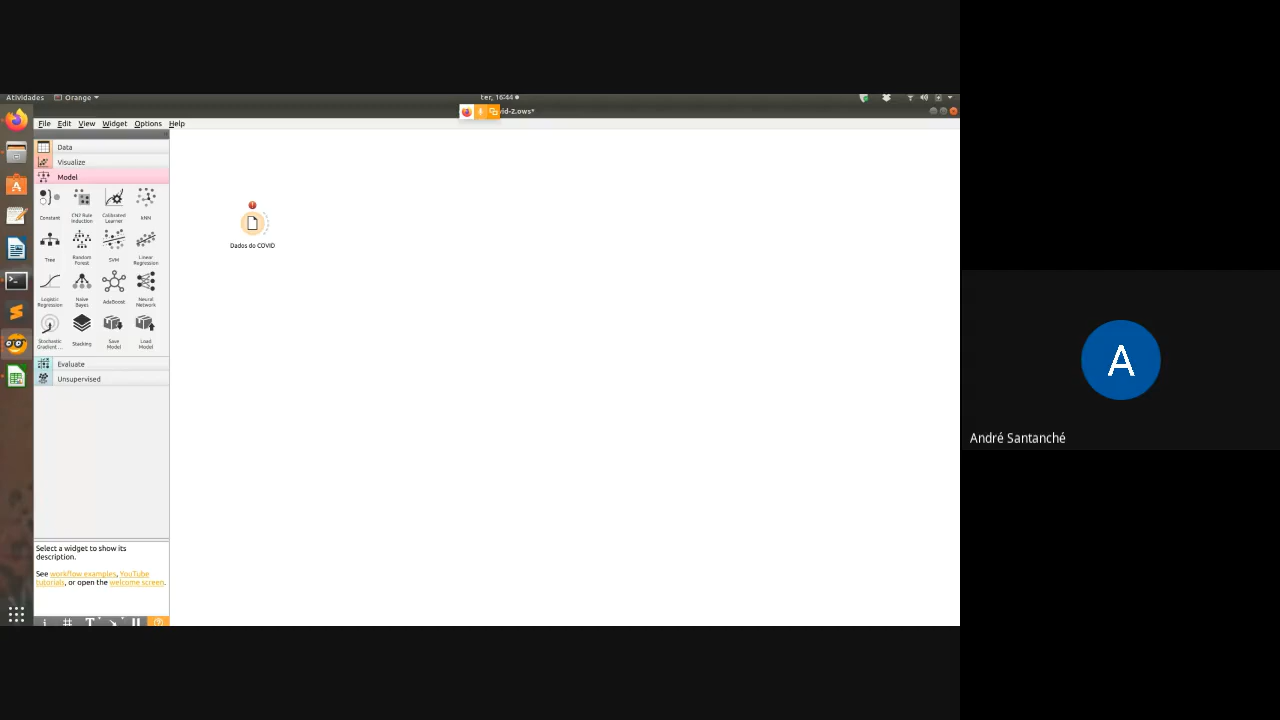 Atividades Orange ter, 16:44
vid-2.ows*
File Edit View Widget Options Help
Data
Visualize
Model
Constant
CN2 Rule Induction
Calibrated Learner
kNN
Tree
Random Forest
SVM
Linear Regression
Logistic Regression
Naive Bayes
AdaBoost
Neural Network
Stochastic Gradient ...
Stacking
Save Model
Load Model
Evaluate
Unsupervised
Dados do COVID
Select a widget to show its
description.
See workflow examples, YouTube
tutorials, or open the welcome screen.
A
André Santanché